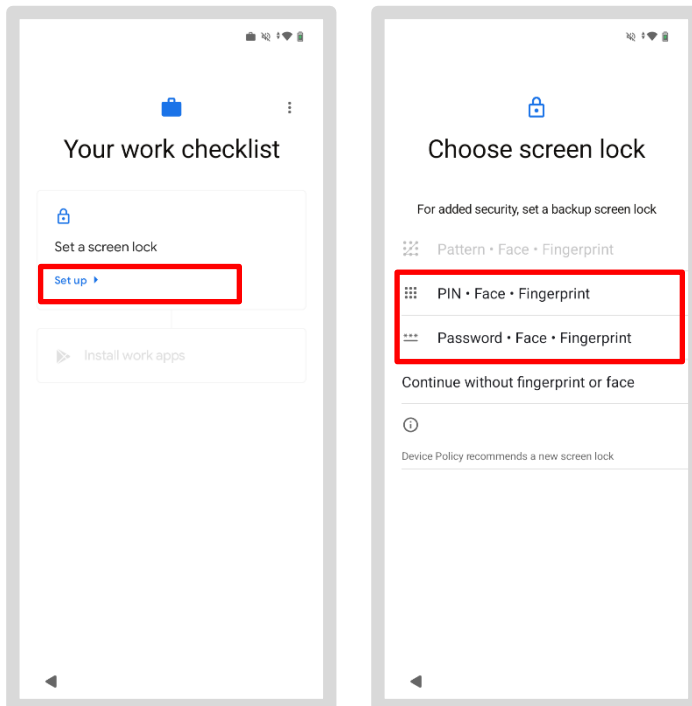 Your work checklist
Set a screen lock
Set up
Install work apps
Choose screen lock
For added security, set a backup screen lock
Pattern • Face • Fingerprint
PIN • Face • Fingerprint
Password • Face • Fingerprint
Continue without fingerprint or face
Device Policy recommends a new screen lock